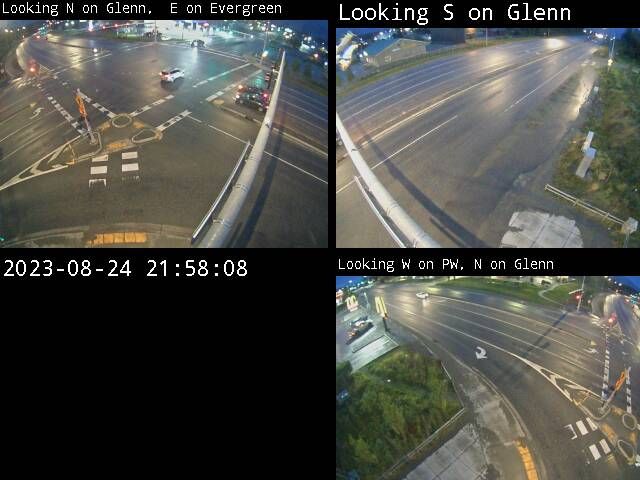 Looking N on Glenn,  E on Evergreen
Looking S on Glenn
2023-08-24 21:58:08
Looking W on PW, N on Glenn